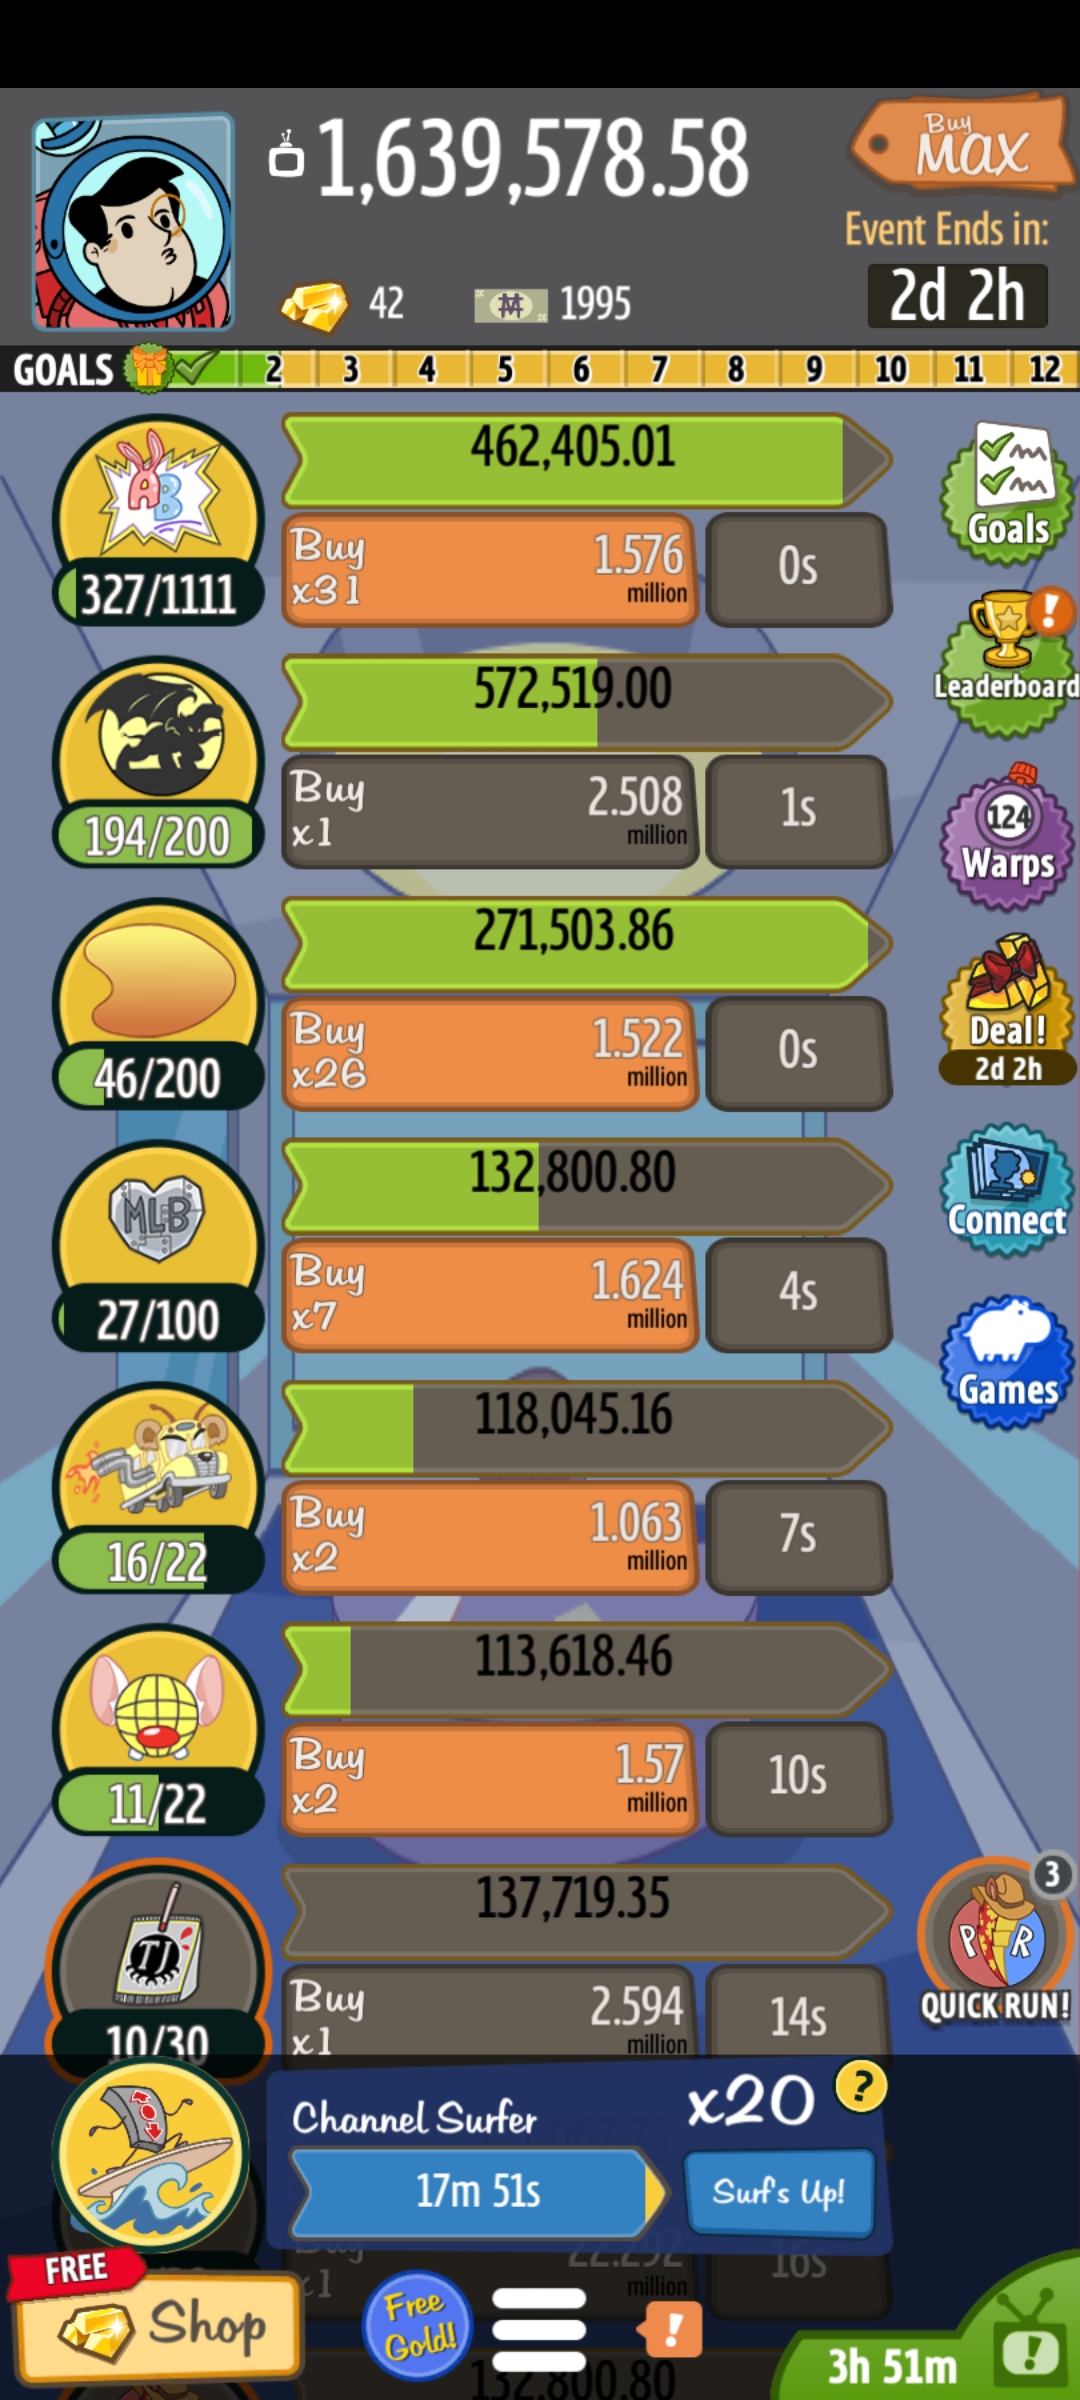 1,639,578.58
Buy
MAX
Event Ends in:
2d 2h
42
1995
GOALS 2 3 4 5 6 7 8 9 10 11 12
AB
327/1111
462,405.01
Buy
x31
1.576
million
0s
Goals
194/200
572,519.00
Buy
x1
2.508
million
1s
!
Leaderboard
124
Warps
46/200
271,503.86
Buy
x26
1.522
million
0s
Deal!
2d 2h
MLB
27/100
132,800.80
Buy
x7
1.624
million
4s
Connect
Games
16/22
118,045.16
Buy
x2
1.063
million
7s
11/22
113,618.46
Buy
x2
1.57
million
10s
TJ
10/30
137,719.35
Buy
x1
2.594
million
14s
3
P R
QUICK RUN!
Channel Surfer
x20
?
17m 51s
Surf's Up!
Buy
x1
22.292
million
16s
FREE
Shop
Free
Gold!
!
3h 51m
!
132,800.80